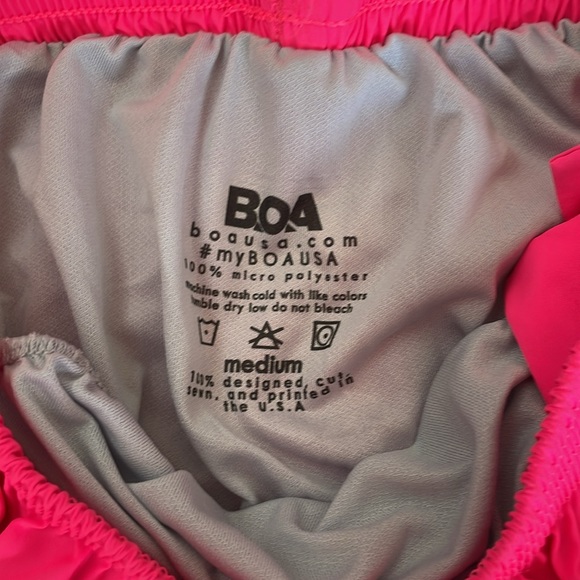 BOA
boausa.com
#myBOAUSA
100% micro polyester
machine wash cold with like colors
tumble dry low do not bleach
medium
100% designed, cut,
sewn, and printed in
the U.S.A